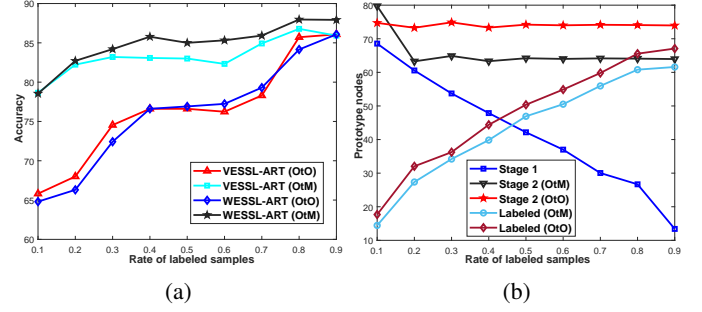 90
85
80
75
70
65
60
Accuracy
VESSL-ART (OtO)
VESSL-ART (OtM)
WESSL-ART (OtO)
WESSL-ART (OtM)
0.1 0.2 0.3 0.4 0.5 0.6 0.7 0.8 0.9
Rate of labeled samples
(a)
80
70
60
50
40
30
20
10
Prototype nodes
Stage 1
Stage 2 (OtM)
Stage 2 (OtO)
Labeled (OtM)
Labeled (OtO)
0.1 0.2 0.3 0.4 0.5 0.6 0.7 0.8 0.9
Rate of labeled samples
(b)